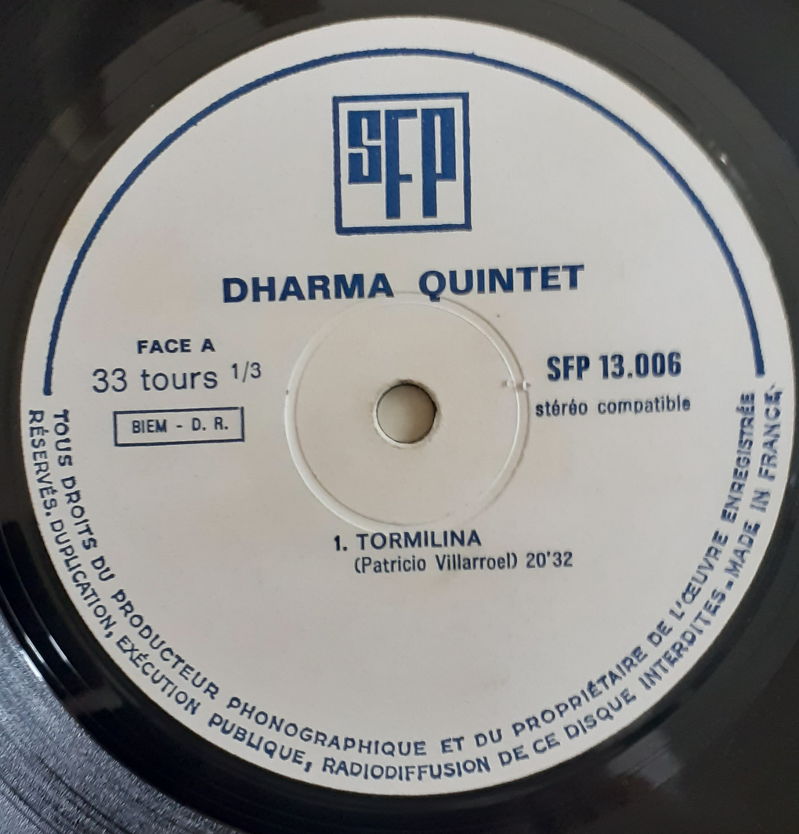 SFP
DHARMA QUINTET
FACE A
33 tours 1/3
BIEM - D. R.
SFP 13.006
stéréo compatible
1. TORMILINA
(Patricio Villarroel) 20'32
TOUS DROITS DU PRODUCTEUR PHONOGRAPHIQUE ET DU PROPRIÉTAIRE DE L'ŒUVRE ENREGISTRÉE
RÉSERVÉS. DUPLICATION, EXÉCUTION PUBLIQUE, RADIODIFFUSION DE CE DISQUE INTERDITES - MADE IN FRANCE